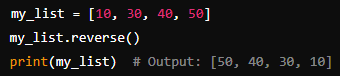 my_list = [10, 30, 40, 50]
my_list.reverse()
print(my_list)  # Output: [50, 40, 30, 10]